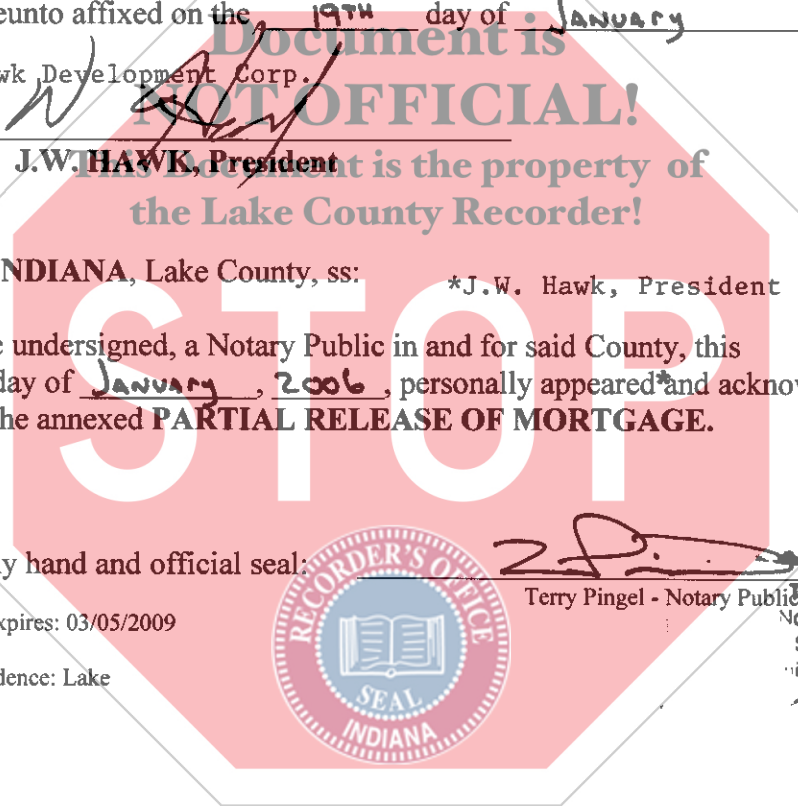 eunto affixed on the 19TH day of JANUARY
Document is
wk Development Corp.
NOT OFFICIAL!
J.W. HAWK, President
This Document is the property of
the Lake County Recorder!
NDIANA, Lake County, ss:
*J.W. Hawk, President
STOP
e undersigned, a Notary Public in and for said County, this
day of JANUARY, 2006, personally appeared*and acknow
he annexed PARTIAL RELEASE OF MORTGAGE.
y hand and official seal:
RECORDER'S OFFICE
SEAL
INDIANA
Terry Pingel - Notary Public
xpires: 03/05/2009
dence: Lake